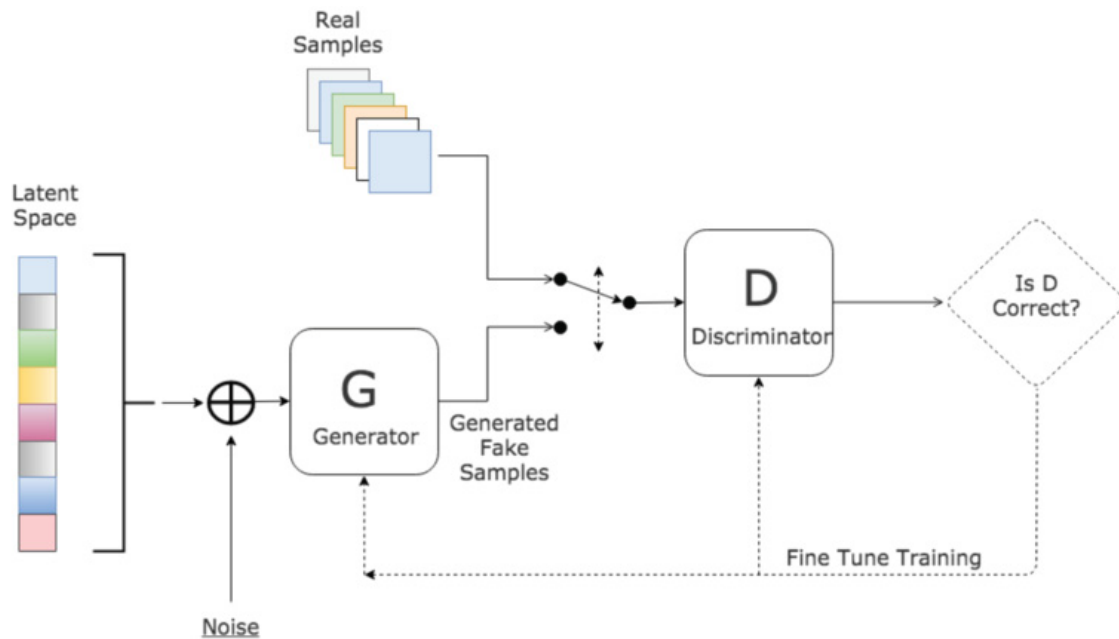 Real
Samples
Latent
Space
D
Discriminator
Is D
Correct?
G
Generator
Generated
Fake
Samples
Fine Tune Training
Noise